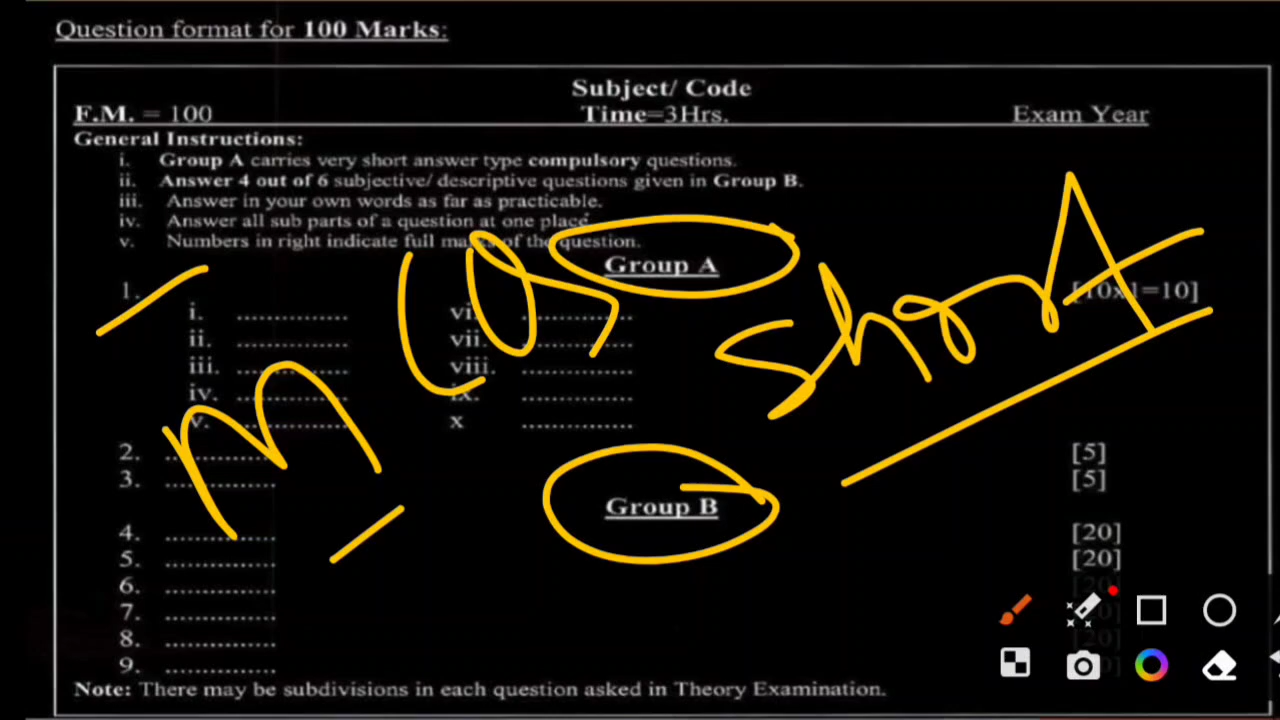 Question format for 100 Marks:
Subject/ Code
F.M. = 100 Time=3Hrs. Exam Year
General Instructions:
i. Group A carries very short answer type compulsory questions.
ii. Answer 4 out of 6 subjective/ descriptive questions given in Group B.
iii. Answer in your own words as far as practicable.
iv. Answer all sub parts of a question at one place.
v. Numbers in right indicate full marks of the question.
Group A
1. [10x1=10]
i. ............... vi. ...............
ii. ............... vii. ...............
iii. ............... viii. ...............
iv. ............... ix. ...............
v. ............... x ...............
mcq short
2. ............... [5]
3. ............... [5]
Group B
4. ............... [20]
5. ............... [20]
6. ............... [20]
7. ...............
8. ............... [20]
9. ...............
Note: There may be subdivisions in each question asked in Theory Examination.